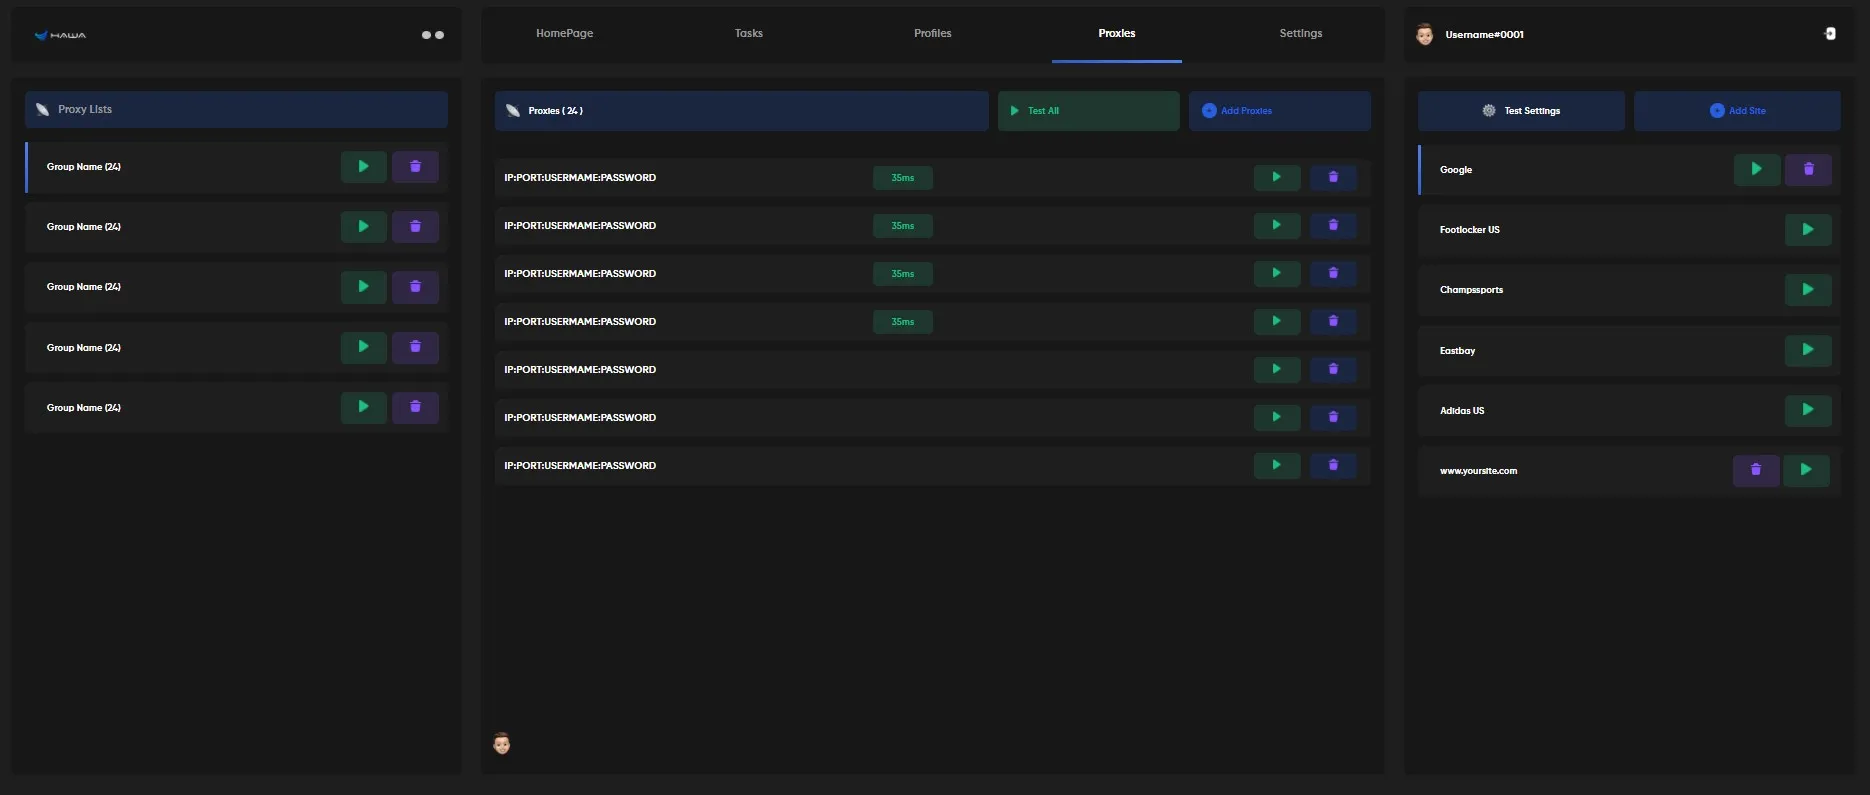 HAWA
HomePage
Tasks
Profiles
Proxies
Settings
Username#0001
Proxy Lists
Group Name (24)
Group Name (24)
Group Name (24)
Group Name (24)
Group Name (24)
Proxies ( 24 )
Test All
Add Proxies
IP:PORT:USERMAME:PASSWORD
35ms
IP:PORT:USERMAME:PASSWORD
35ms
IP:PORT:USERMAME:PASSWORD
35ms
IP:PORT:USERMAME:PASSWORD
35ms
IP:PORT:USERMAME:PASSWORD
IP:PORT:USERMAME:PASSWORD
IP:PORT:USERMAME:PASSWORD
Test Settings
Add Site
Google
Footlocker US
Champssports
Eastbay
Adidas US
www.yoursite.com